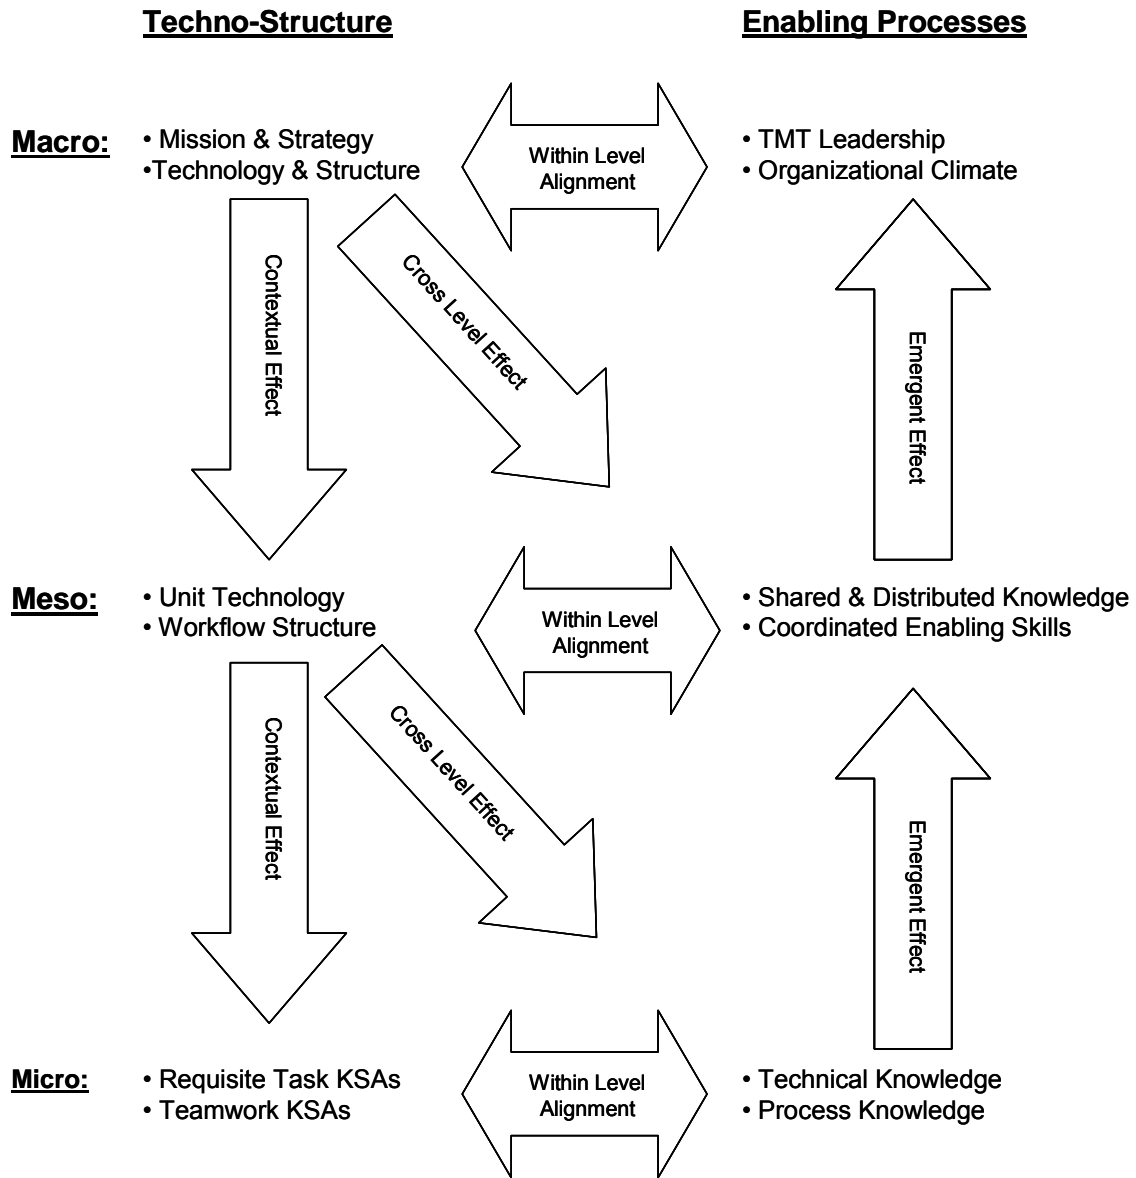 Techno-Structure
Enabling Processes
Macro:
• Mission & Strategy
•Technology & Structure
Within Level
Alignment
• TMT Leadership
• Organizational Climate
Contextual Effect
Cross Level Effect
Emergent Effect
Meso:
• Unit Technology
• Workflow Structure
Within Level
Alignment
• Shared & Distributed Knowledge
• Coordinated Enabling Skills
Contextual Effect
Cross Level Effect
Emergent Effect
Micro:
• Requisite Task KSAs
• Teamwork KSAs
Within Level
Alignment
• Technical Knowledge
• Process Knowledge